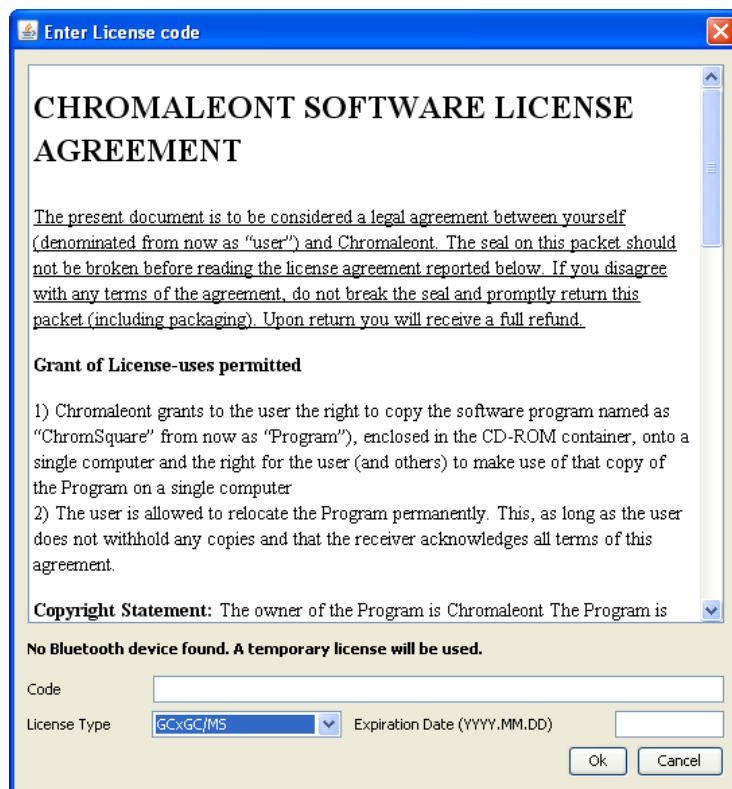 Enter License code
CHROMALEONT SOFTWARE LICENSE
AGREEMENT
The present document is to be considered a legal agreement between yourself
(denominated from now as “user”) and Chromaleont. The seal on this packet should
not be broken before reading the license agreement reported below. If you disagree
with any terms of the agreement, do not break the seal and promptly return this
packet (including packaging). Upon return you will receive a full refund.
Grant of License-uses permitted
1) Chromaleont grants to the user the right to copy the software program named as
“ChromSquare” from now as “Program”), enclosed in the CD-ROM container, onto a
single computer and the right for the user (and others) to make use of that copy of
the Program on a single computer
2) The user is allowed to relocate the Program permanently. This, as long as the user
does not withhold any copies and that the receiver acknowledges all terms of this
agreement.
Copyright Statement: The owner of the Program is Chromaleont The Program is
No Bluetooth device found. A temporary license will be used.
Code
License Type GCxGC/MS Expiration Date (YYYY.MM.DD)
Ok Cancel